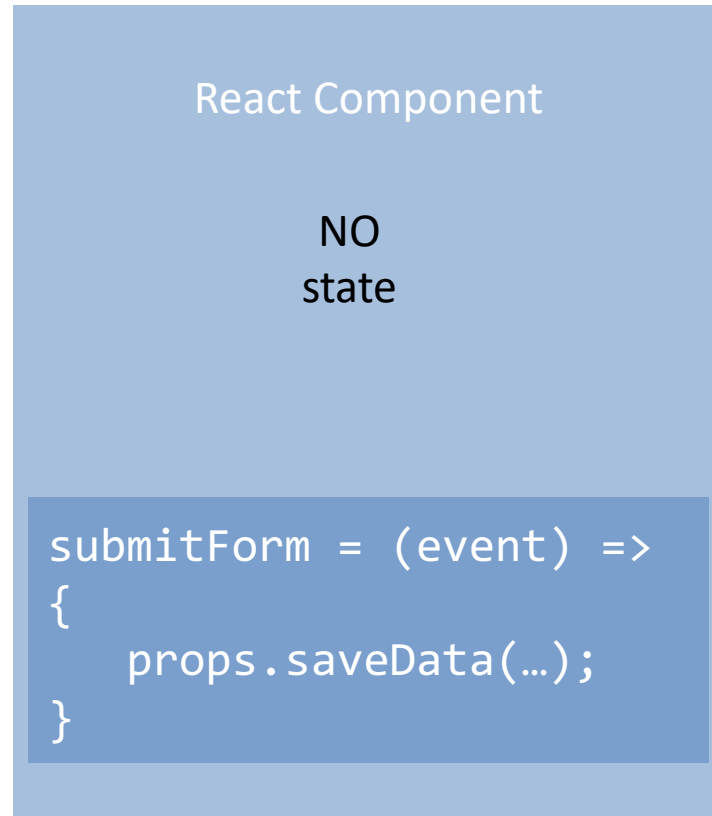 React Component
NO
state
submitForm = (event) =>
{
props.saveData(…);
}